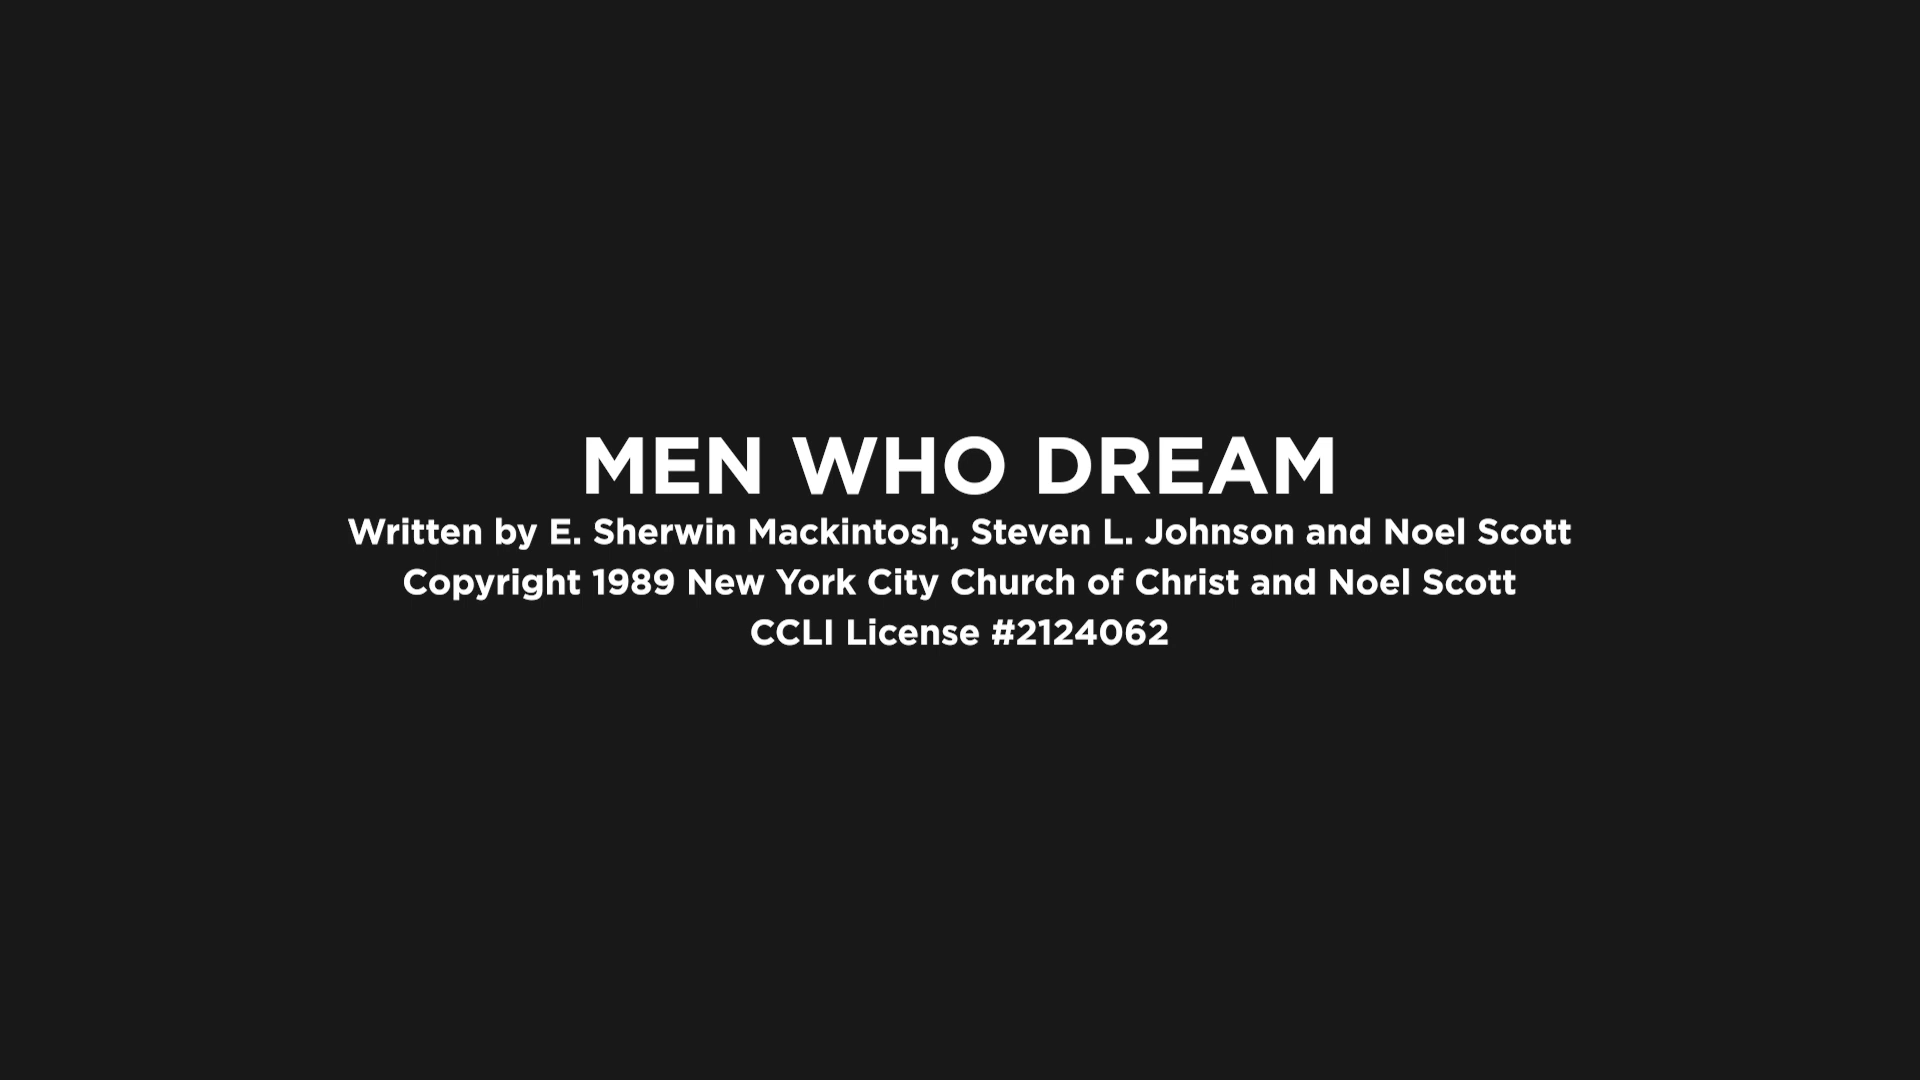 MEN WHO DREAM
Written by E. Sherwin Mackintosh, Steven L. Johnson and Noel Scott
Copyright 1989 New York City Church of Christ and Noel Scott
CCLI License #2124062